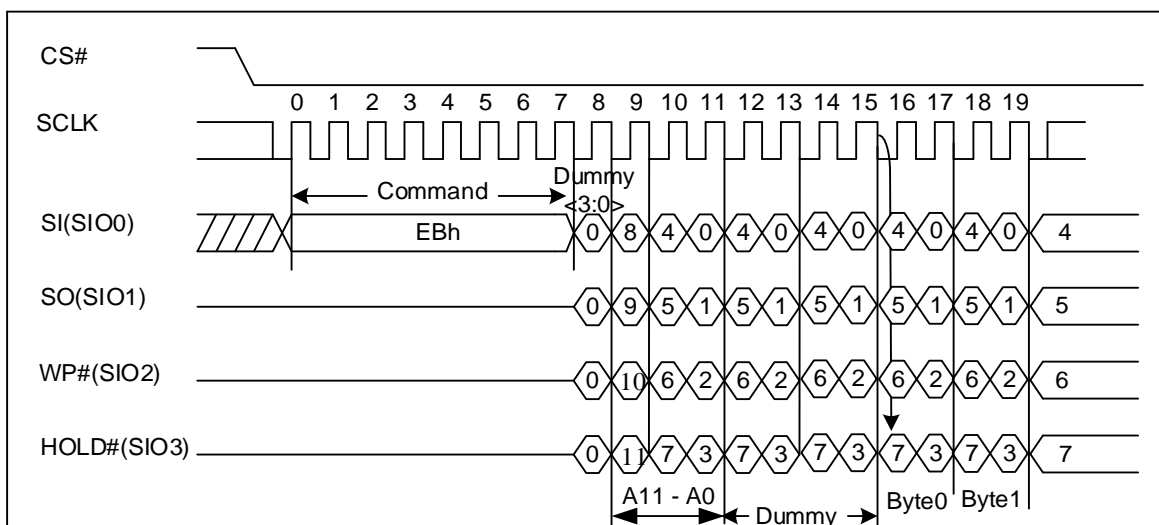 CS#
0 1 2 3 4 5 6 7 8 9 10 11 12 13 14 15 16 17 18 19
SCLK
Command
Dummy
<3:0>
SI(SIO0)
EBh 0 8 4 0 4 0 4 0 4 0 4 0 4
SO(SIO1)
0 9 5 1 5 1 5 1 5 1 5 1 5
WP#(SIO2)
0 10 6 2 6 2 6 2 6 2 6 2 6
HOLD#(SIO3)
0 11 7 3 7 3 7 3 7 3 7 3 7
A11 - A0
Dummy
Byte0 Byte1